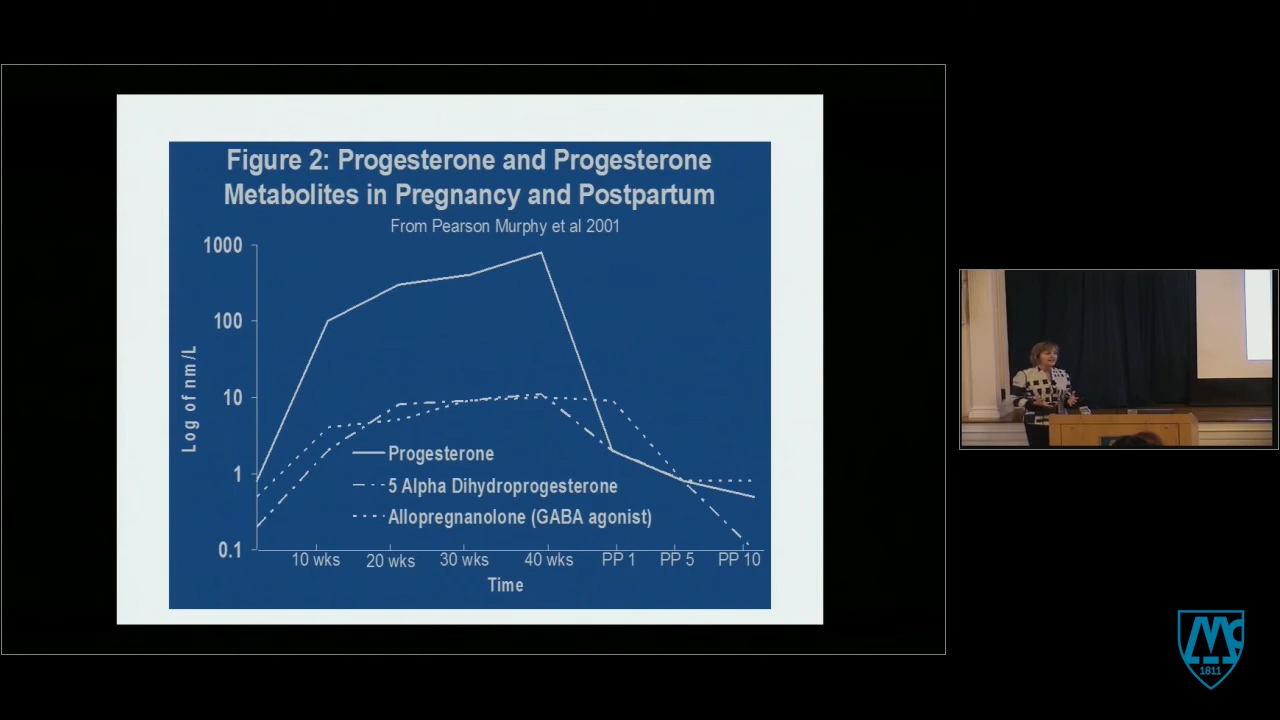 Figure 2: Progesterone and Progesterone
Metabolites in Pregnancy and Postpartum
From Pearson Murphy et al 2001
1000
100
10
1
0.1
Log of nm/L
Progesterone
5 Alpha Dihydroprogesterone
Allopregnanolone (GABA agonist)
10 wks
20 wks
30 wks
40 wks
PP 1
PP 5
PP 10
Time
Mc
1811